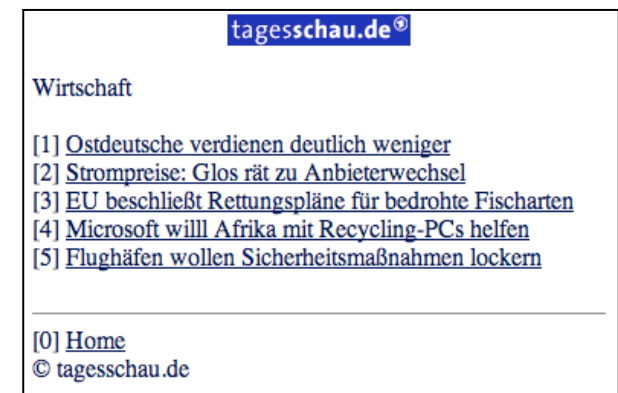 tagesschau.de
Wirtschaft
[1] Ostdeutsche verdienen deutlich weniger
[2] Strompreise: Glos rät zu Anbieterwechsel
[3] EU beschließt Rettungspläne für bedrohte Fischarten
[4] Microsoft willl Afrika mit Recycling-PCs helfen
[5] Flughäfen wollen Sicherheitsmaßnahmen lockern
[0] Home
© tagesschau.de